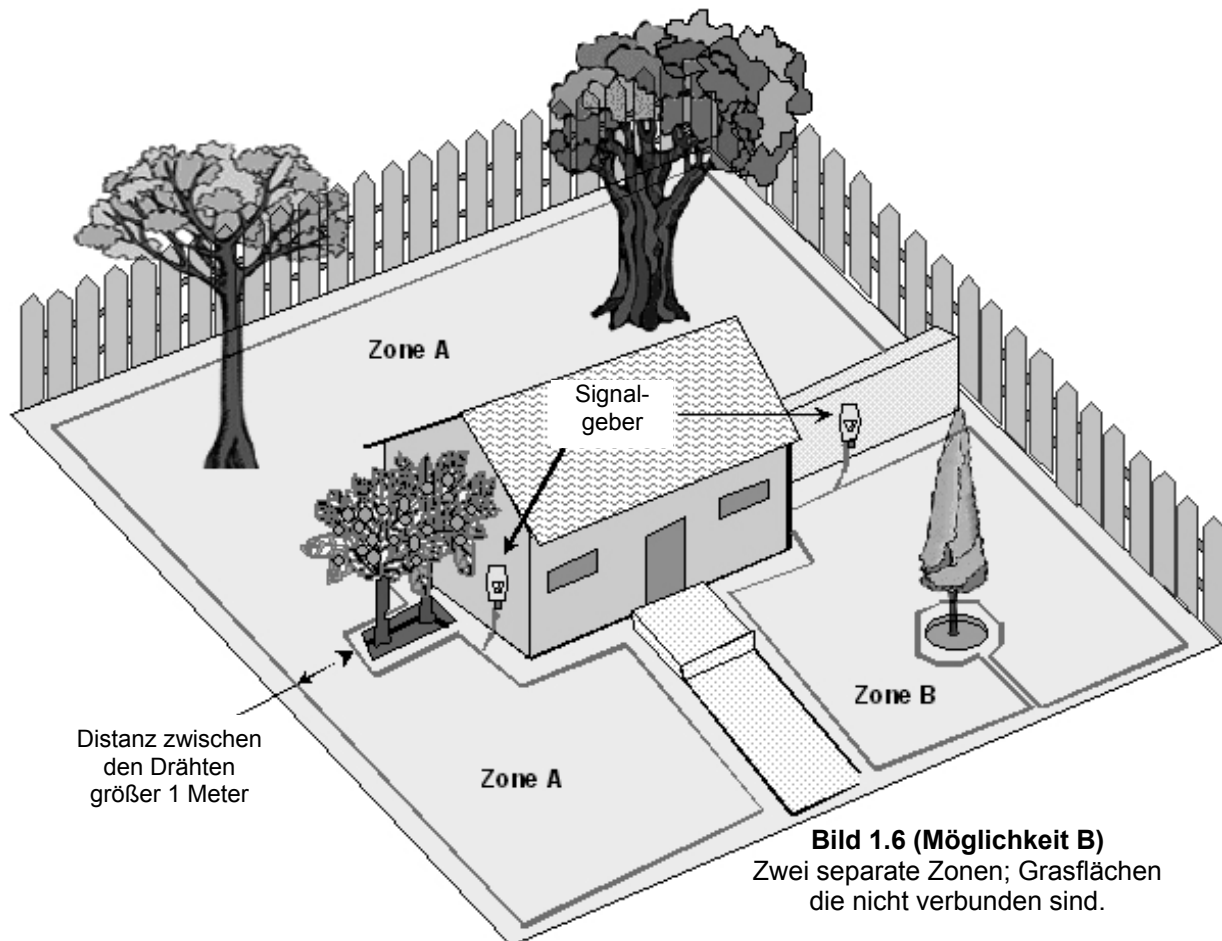 Zone A
Signal-
geber
Zone B
Distanz zwischen
den Drähten
größer 1 Meter
Zone A
Bild 1.6 (Möglichkeit B)
Zwei separate Zonen; Grasflächen
die nicht verbunden sind.